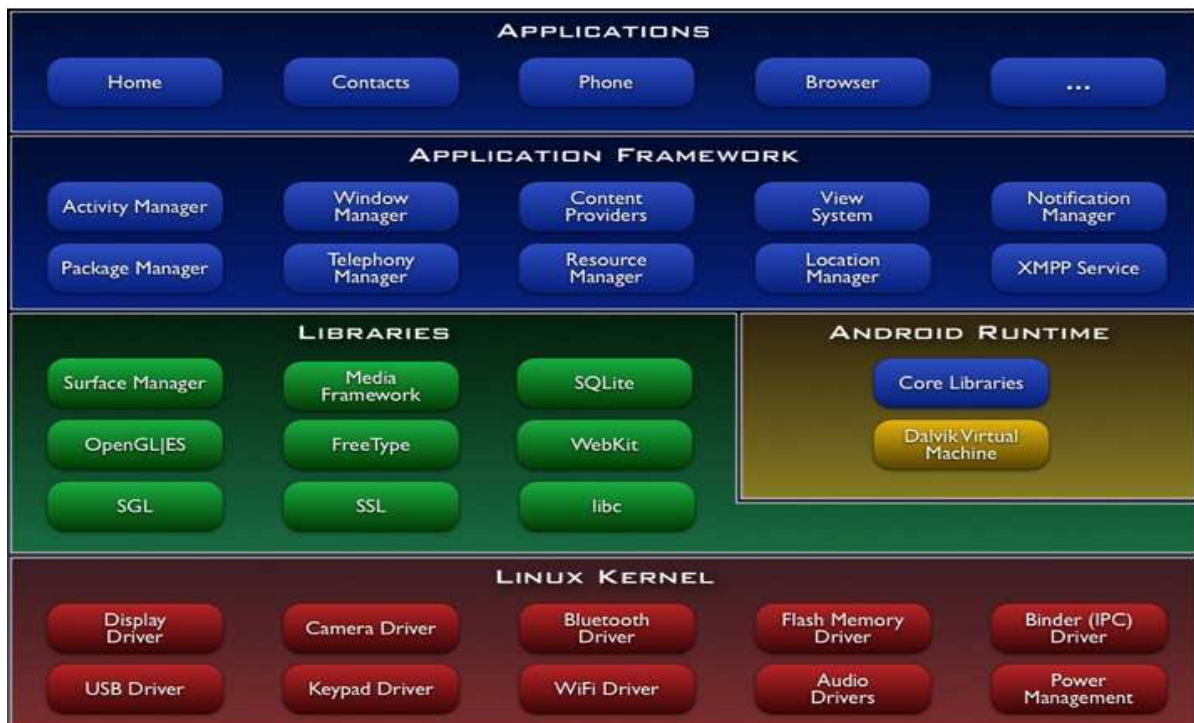 APPLICATIONS
Home
Contacts
Phone
Browser
...
APPLICATION FRAMEWORK
Activity Manager
Window
Manager
Content
Providers
View
System
Notification
Manager
Package Manager
Telephony
Manager
Resource
Manager
Location
Manager
XMPP Service
LIBRARIES
Surface Manager
Media
Framework
SQLite
OpenGL|ES
FreeType
WebKit
SGL
SSL
libc
ANDROID RUNTIME
Core Libraries
Dalvik Virtual
Machine
LINUX KERNEL
Display
Driver
Camera Driver
Bluetooth
Driver
Flash Memory
Driver
Binder (IPC)
Driver
USB Driver
Keypad Driver
WiFi Driver
Audio
Drivers
Power
Management